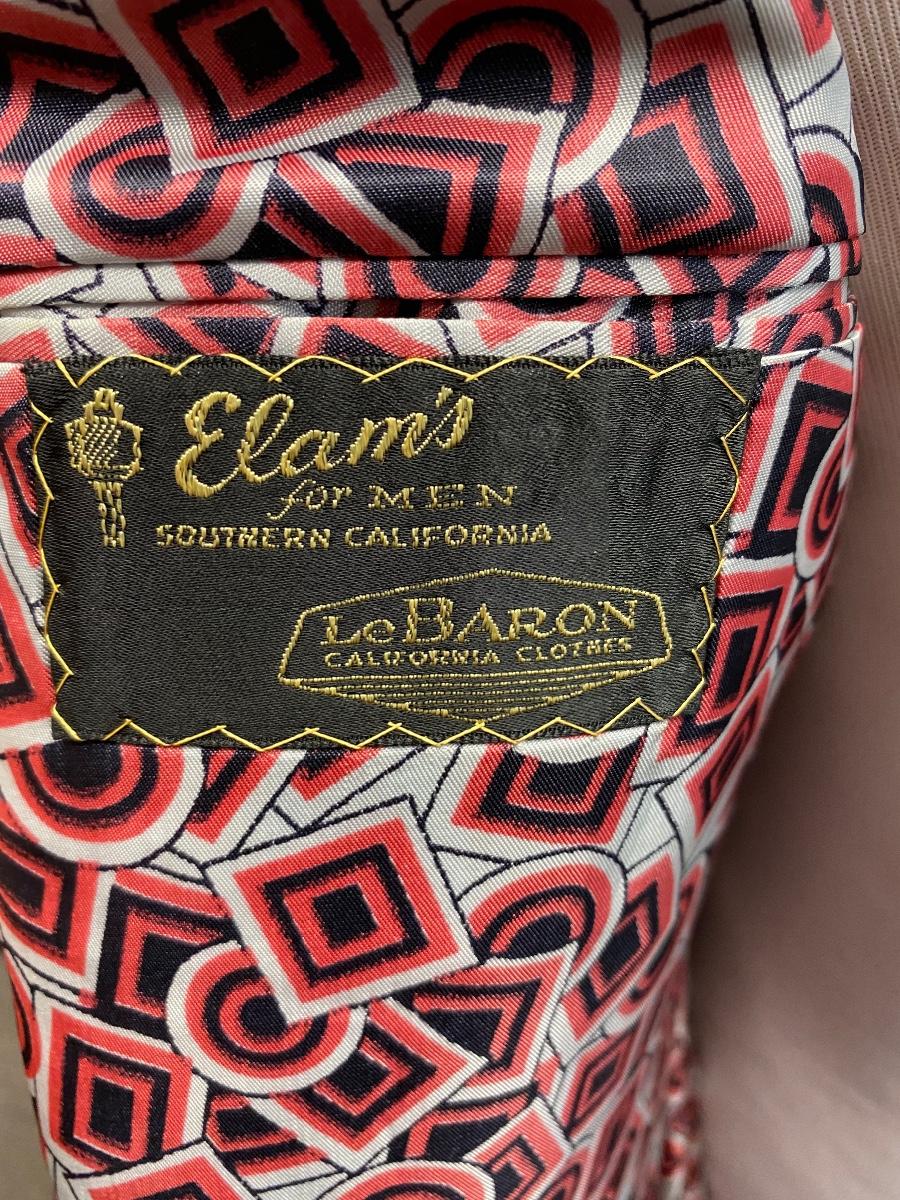 Elam's
for MEN
SOUTHERN CALIFORNIA
LeBARON
CALIFORNIA CLOTHES